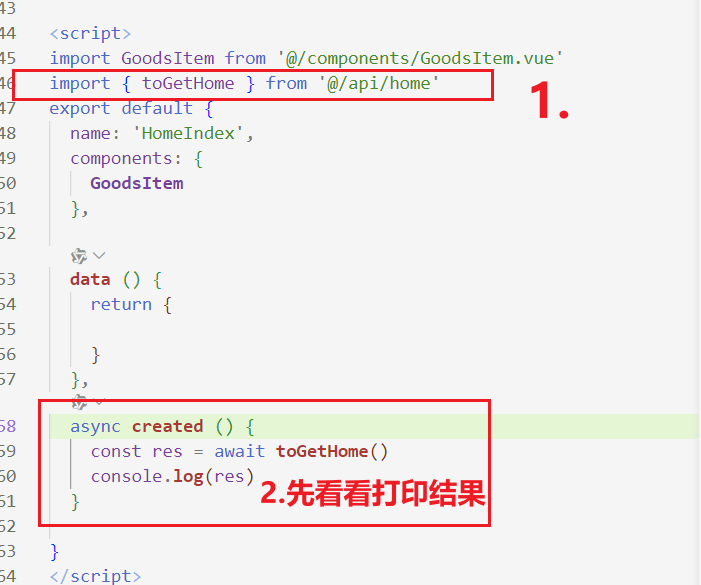 43
44 <script>
45 import GoodsItem from '@/components/GoodsItem.vue'
46 import { toGetHome } from '@/api/home'
1.
47 export default {
48 name: 'HomeIndex',
49 components: {
50 GoodsItem
51 },
52
53 data () {
54 return {
55
56 }
57 },
58 async created () {
59 const res = await toGetHome()
60 console.log(res)
2.先看看打印结果
61 }
62
63 }
64 </script>